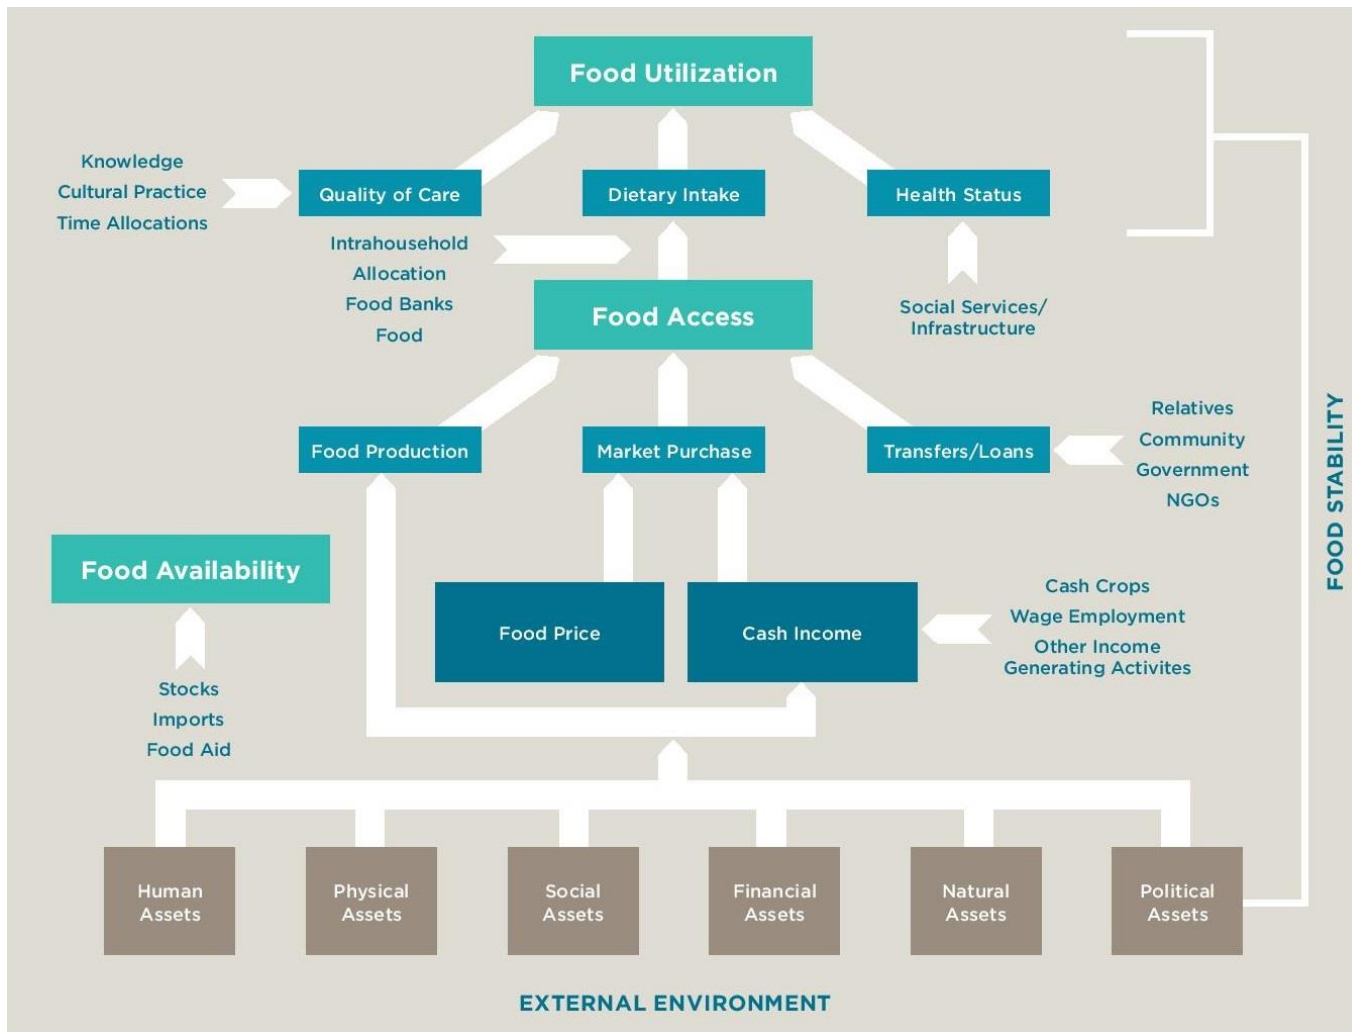 Food Utilization
Knowledge
Cultural Practice
Time Allocations
Quality of Care
Dietary Intake
Health Status
Intrahousehold
Allocation
Food Banks
Food
Food Access
Social Services/
Infrastructure
Food Production
Market Purchase
Transfers/Loans
Relatives
Community
Government
NGOs
FOOD STABILITY
Food Availability
Stocks
Imports
Food Aid
Food Price
Cash Income
Cash Crops
Wage Employment
Other Income
Generating Activites
Human
Assets
Physical
Assets
Social
Assets
Financial
Assets
Natural
Assets
Political
Assets
EXTERNAL ENVIRONMENT